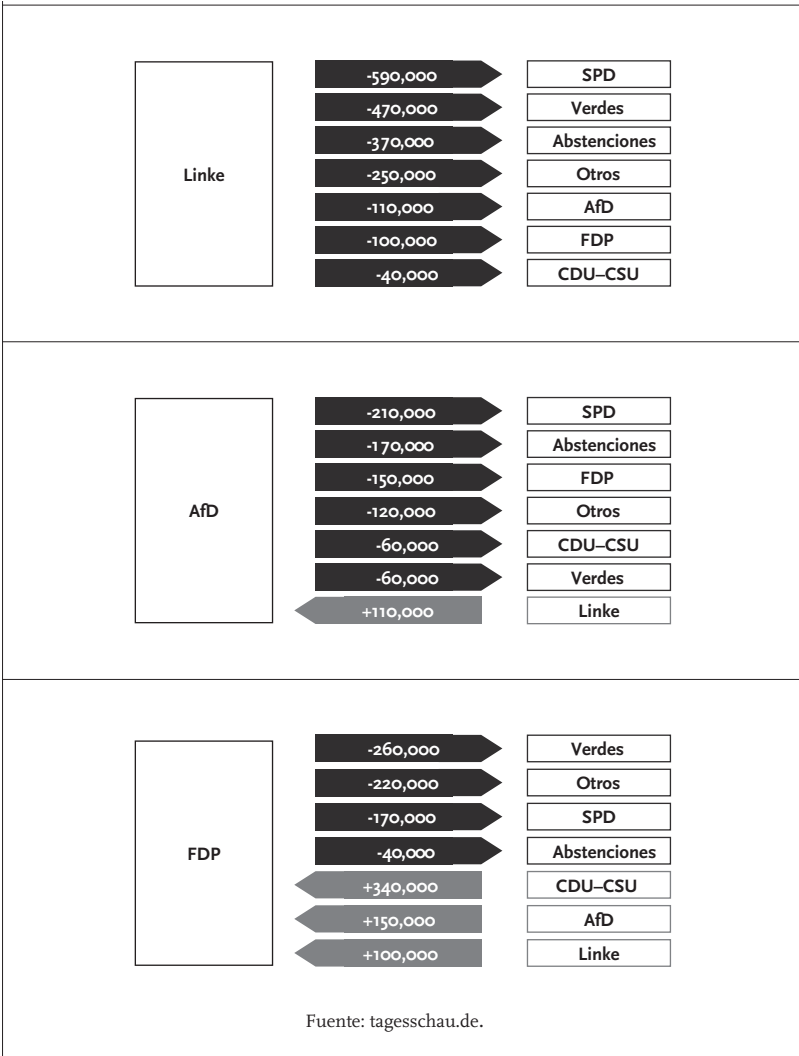 Linke
-590,000 SPD
-470,000 Verdes
-370,000 Abstenciones
-250,000 Otros
-110,000 AfD
-100,000 FDP
-40,000 CDU–CSU
AfD
-210,000 SPD
-170,000 Abstenciones
-150,000 FDP
-120,000 Otros
-60,000 CDU–CSU
-60,000 Verdes
+110,000 Linke
FDP
-260,000 Verdes
-220,000 Otros
-170,000 SPD
-40,000 Abstenciones
+340,000 CDU–CSU
+150,000 AfD
+100,000 Linke
Fuente: tagesschau.de.